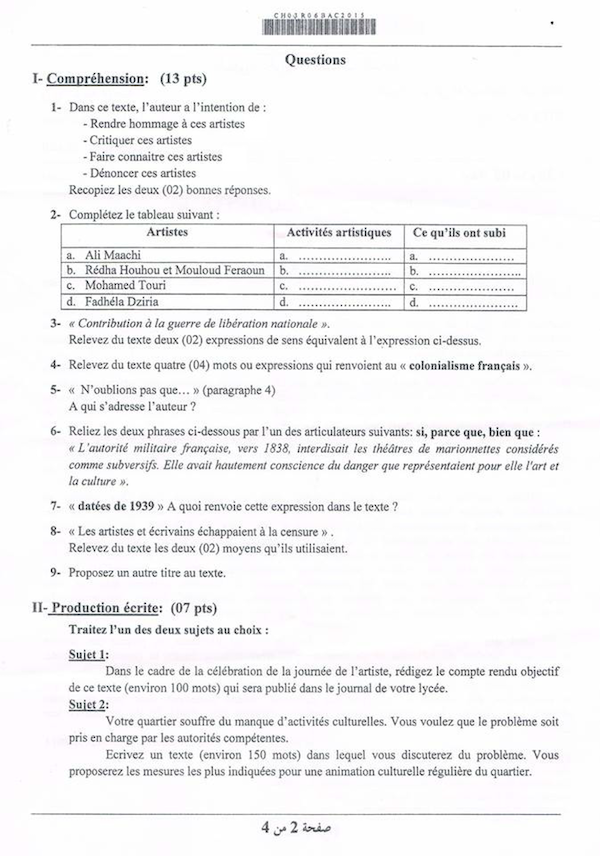 CH03R06BAC2015
Questions
I- Compréhension: (13 pts)
1- Dans ce texte, l'auteur a l'intention de :
- Rendre hommage à ces artistes
- Critiquer ces artistes
- Faire connaitre ces artistes
- Dénoncer ces artistes
Recopiez les deux (02) bonnes réponses.
2- Complétez le tableau suivant :
Artistes Activités artistiques Ce qu'ils ont subi
a. Ali Maachi a. ....................... a. .....................
b. Rédha Houhou et Mouloud Feraoun b. ....................... b. .......................
c. Mohamed Touri c. ........................ c. .....................
d. Fadhéla Dziria d. ....................... d. ......................
3- « Contribution à la guerre de libération nationale ».
Relevez du texte deux (02) expressions de sens équivalent à l'expression ci-dessus.
4- Relevez du texte quatre (04) mots ou expressions qui renvoient au « colonialisme français ».
5- « N'oublions pas que... » (paragraphe 4)
A qui s'adresse l'auteur ?
6- Reliez les deux phrases ci-dessous par l'un des articulateurs suivants: si, parce que, bien que :
« L'autorité militaire française, vers 1838, interdisait les théâtres de marionnettes considérés
comme subversifs. Elle avait hautement conscience du danger que représentaient pour elle l'art et
la culture ».
7- « datées de 1939 » A quoi renvoie cette expression dans le texte ?
8- « Les artistes et écrivains échappaient à la censure » .
Relevez du texte les deux (02) moyens qu'ils utilisaient.
9- Proposez un autre titre au texte.
II- Production écrite: (07 pts)
Traitez l'un des deux sujets au choix :
Sujet 1:
Dans le cadre de la célébration de la journée de l'artiste, rédigez le compte rendu objectif
de ce texte (environ 100 mots) qui sera publié dans le journal de votre lycée.
Sujet 2:
Votre quartier souffre du manque d'activités culturelles. Vous voulez que le problème soit
pris en charge par les autorités compétentes.
Ecrivez un texte (environ 150 mots) dans lequel vous discuterez du problème. Vous
proposerez les mesures les plus indiquées pour une animation culturelle régulière du quartier.
صفحة 2 من 4